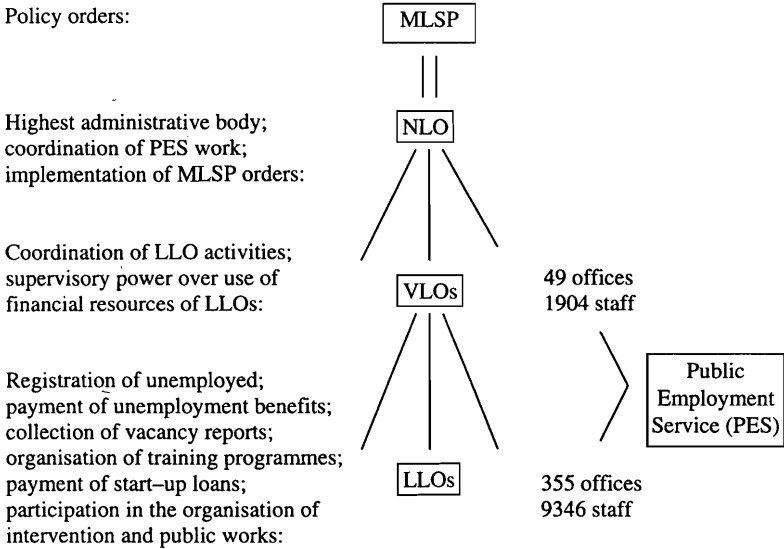 Policy orders:
MLSP
Highest administrative body;
coordination of PES work;
implementation of MLSP orders:
NLO
Coordination of LLO activities;
supervisory power over use of
financial resources of LLOs:
VLOs
49 offices
1904 staff
Registration of unemployed;
payment of unemployment benefits;
collection of vacancy reports;
organisation of training programmes;
payment of start–up loans;
participation in the organisation of
intervention and public works:
LLOs
355 offices
9346 staff
Public
Employment
Service (PES)